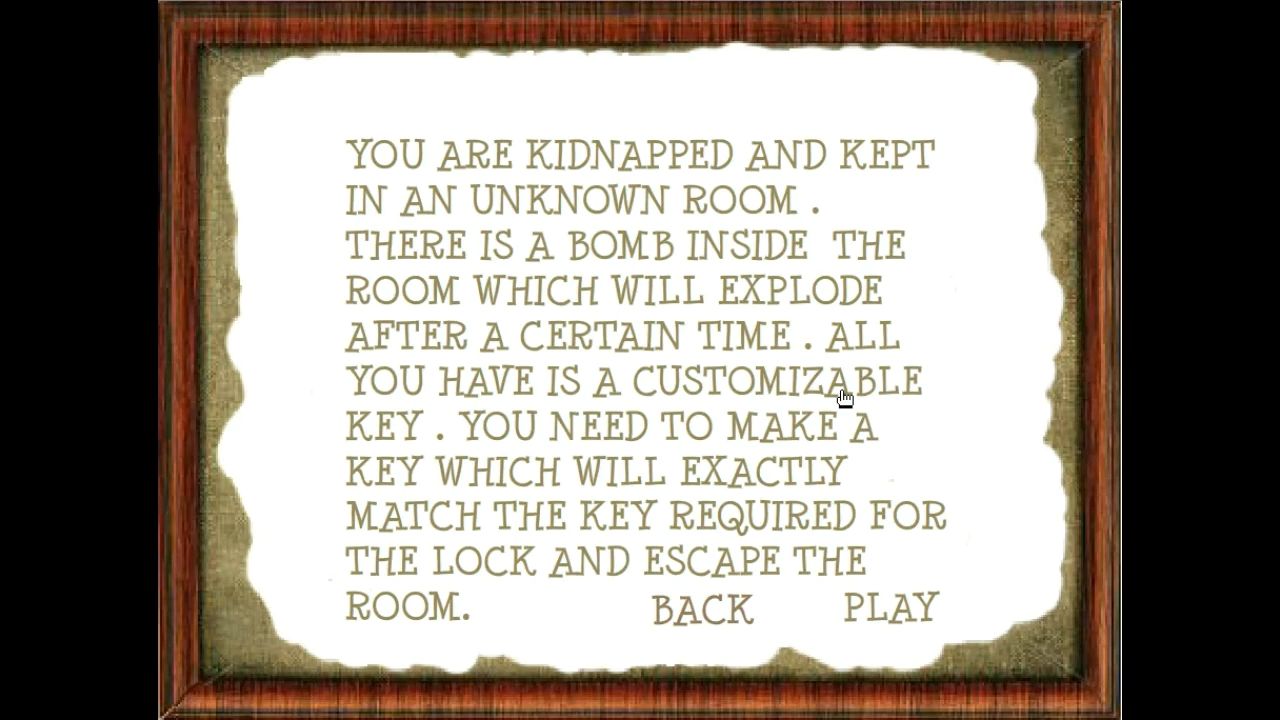 YOU ARE KIDNAPPED AND KEPT
IN AN UNKNOWN ROOM .
THERE IS A BOMB INSIDE THE
ROOM WHICH WILL EXPLODE
AFTER A CERTAIN TIME . ALL
YOU HAVE IS A CUSTOMIZABLE
KEY . YOU NEED TO MAKE A
KEY WHICH WILL EXACTLY
MATCH THE KEY REQUIRED FOR
THE LOCK AND ESCAPE THE
ROOM.
BACK PLAY